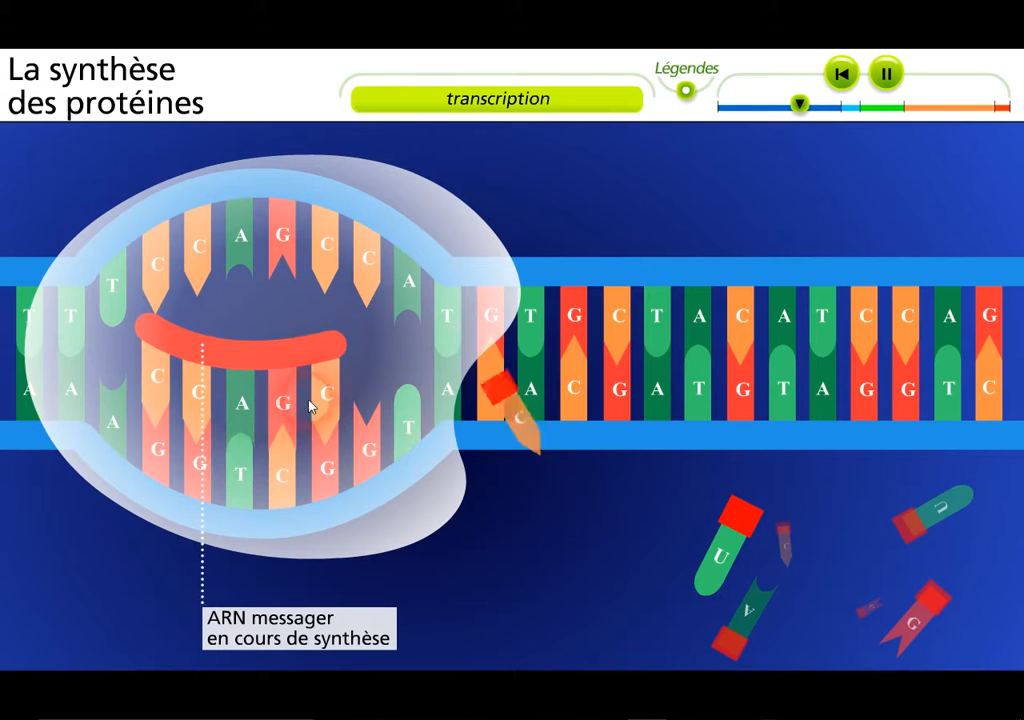 La synthèse
des protéines
transcription
Légendes
T T T C C A G C C A T G T G C T A C A T C C A G
C C A G C
A A A G G T C G G T A A C G A T G T A G G T C
C
U
G
ARN messager
en cours de synthèse